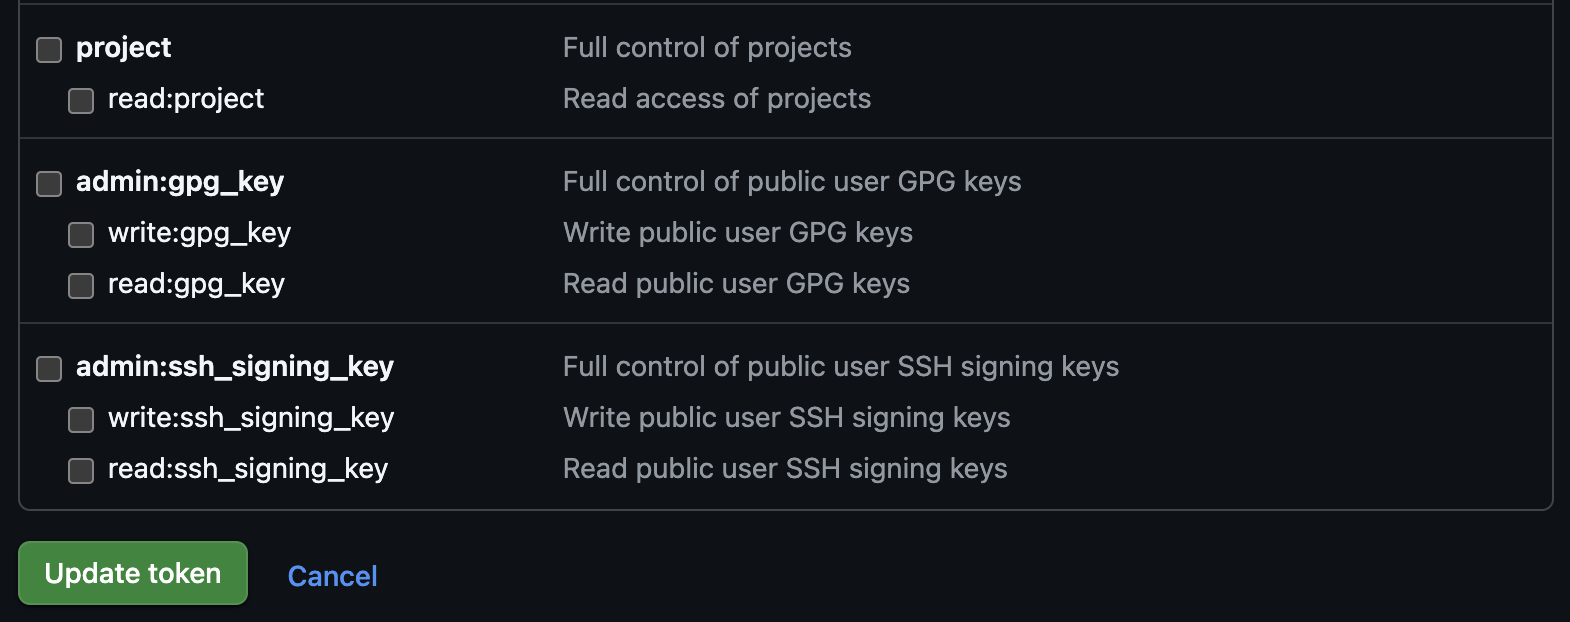 project Full control of projects
read:project Read access of projects
admin:gpg_key Full control of public user GPG keys
write:gpg_key Write public user GPG keys
read:gpg_key Read public user GPG keys
admin:ssh_signing_key Full control of public user SSH signing keys
write:ssh_signing_key Write public user SSH signing keys
read:ssh_signing_key Read public user SSH signing keys
Update token Cancel